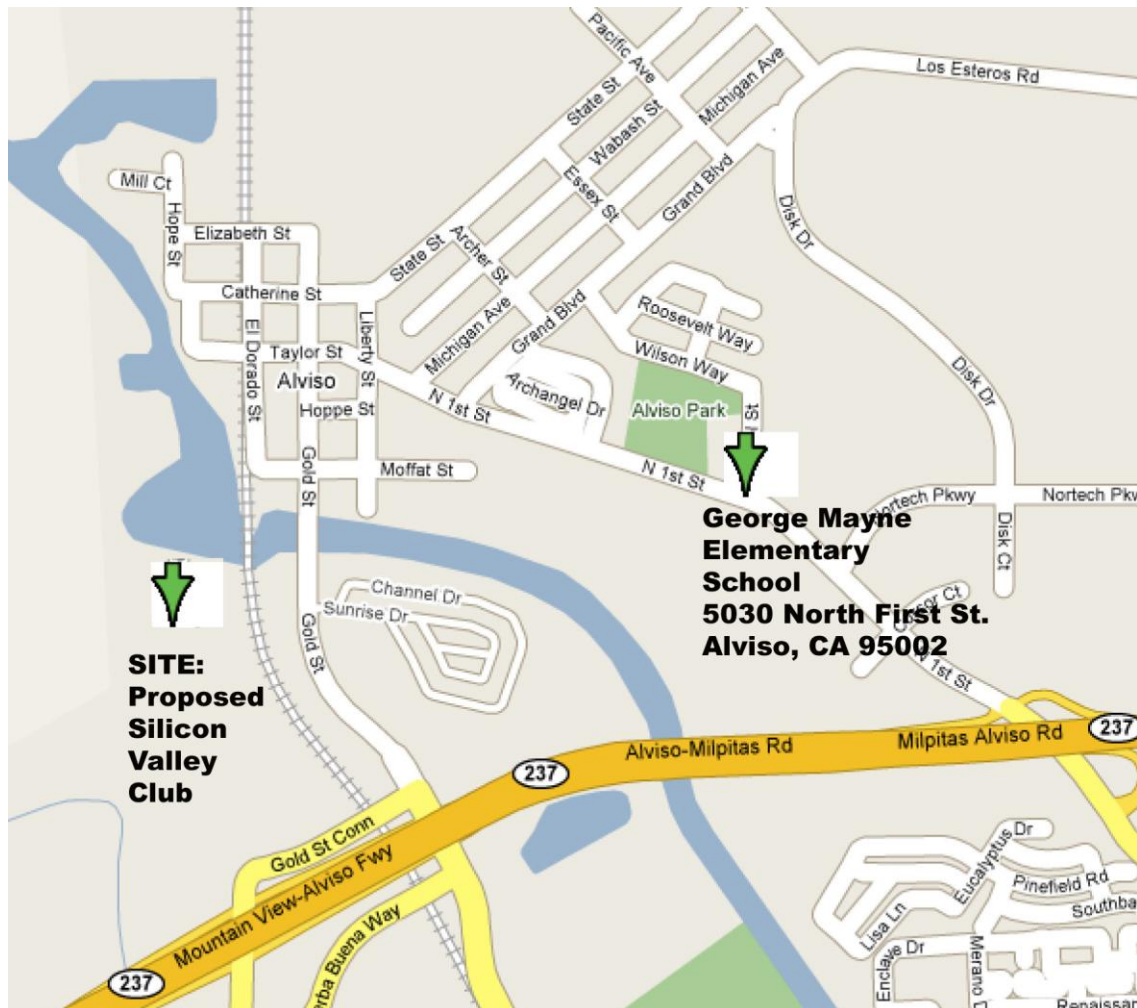 Pacific Ave
Los Esteros Rd
State St
Wabash St
Michigan Ave
Mill Ct
Hope St
Elizabeth St
Essex St
Grand Blvd
Disk Dr
State St
Archer St
Catherine St
El Dorado St
Liberty St
Michigan Ave
Grand Blvd
Roosevelt Way
Wilson Way
Taylor St
Alviso
Hoppe St
N 1st St
Archangel Dr
Alviso Park
St
Disk Dr
Moffat St
Gold St
N 1st St
Nortech Pkwy
George Mayne
Elementary
School
5030 North First St.
Alviso, CA 95002
Disk Ct
Channel Dr
Sunrise Dr
Gold St
Ct
N 1st St
SITE:
Proposed
Silicon
Valley
Club
Alviso-Milpitas Rd
Milpitas Alviso Rd
237
237
Gold St Conn
Mountain View-Alviso Fwy
237
Buena Way
Eucalyptus Dr
Pinefield Rd
Lisa Ln
Enclave Dr
Merano